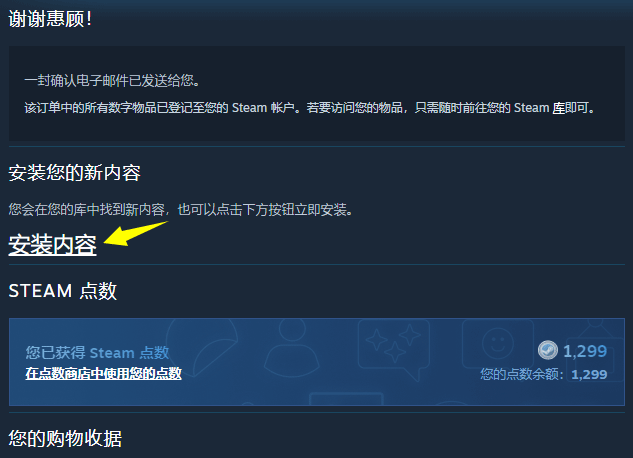 谢谢惠顾！
一封确认电子邮件已发送给您。
该订单中的所有数字物品已登记至您的 Steam 帐户。若要访问您的物品，只需随时前往您的 Steam 库即可。
安装您的新内容
您会在您的库中找到新内容，也可以点击下方按钮立即安装。
安装内容
STEAM 点数
您已获得 Steam 点数
1,299
在点数商店中使用您的点数
您的点数余额：1,299
您的购物收据